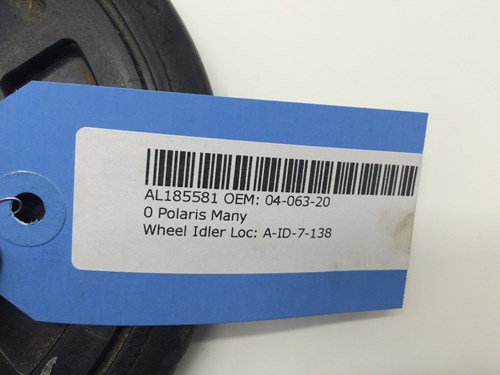 AL185581 OEM: 04-063-20
0 Polaris Many
Wheel Idler Loc: A-ID-7-138